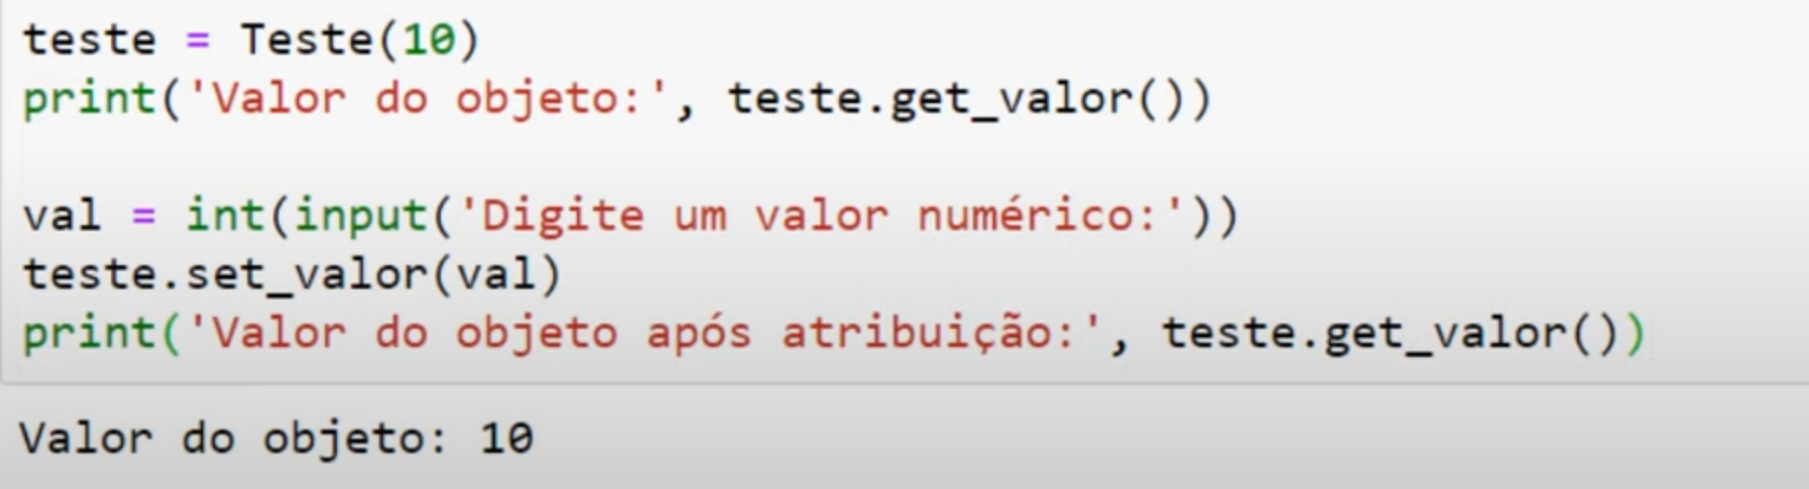 teste = Teste(10)
print('Valor do objeto:', teste.get_valor())
val = int(input('Digite um valor numérico:'))
teste.set_valor(val)
print('Valor do objeto após atribuição:', teste.get_valor())
Valor do objeto: 10